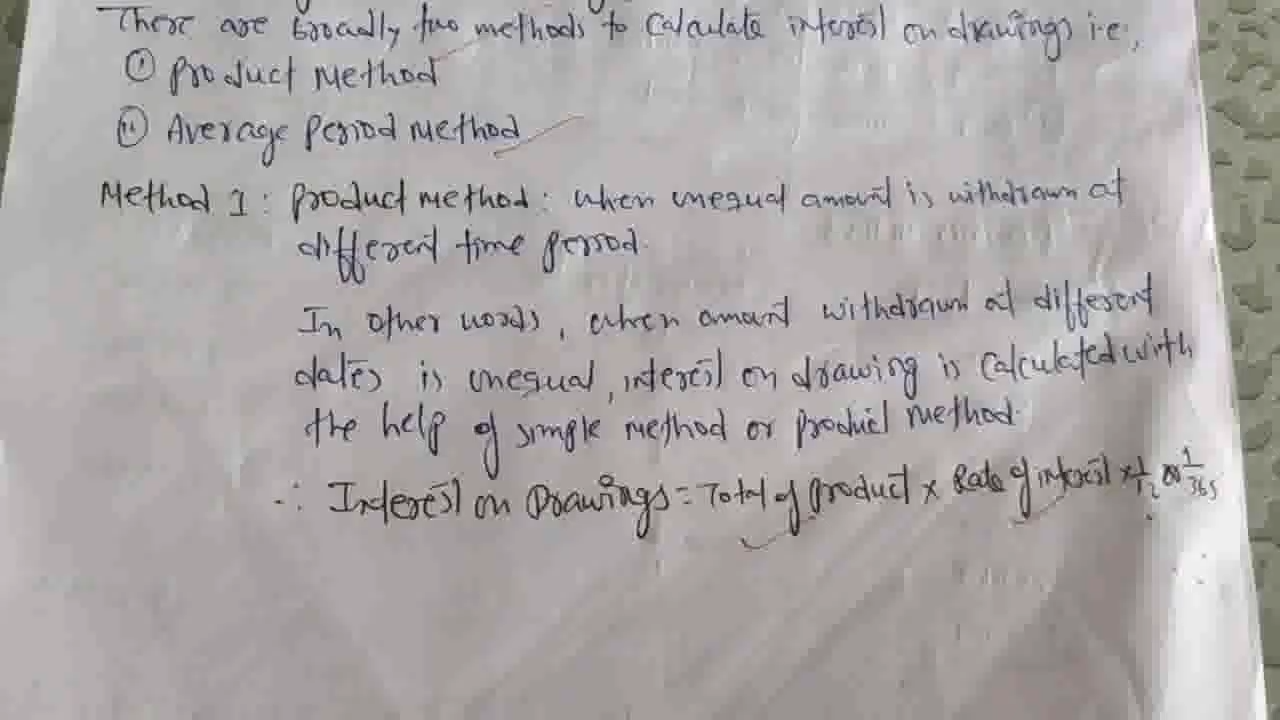 There are broadly two methods to calculate interest on drawings i.e.,
(i) Product Method
(ii) Average Period Method
Method 1: Product method: when unequal amount is withdrawn at
different time period.
In other words, when amount withdrawn at different
dates is unequal, interest on drawing is calculated with
the help of simple method or product method.
∴ Interest on Drawings = Total of product × Rate of interest × 1/12 or 1/365